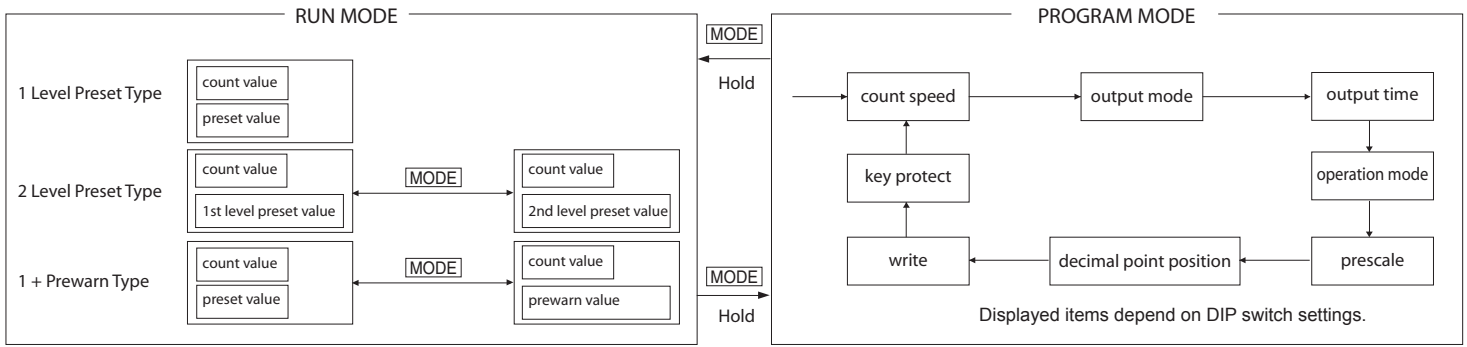 RUN MODE
1 Level Preset Type
count value
preset value
2 Level Preset Type
count value
1st level preset value
MODE
count value
2nd level preset value
1 + Prewarn Type
count value
preset value
MODE
count value
prewarn value
MODE
Hold
MODE
Hold
PROGRAM MODE
count speed
output mode
output time
operation mode
prescale
decimal point position
write
key protect
Displayed items depend on DIP switch settings.